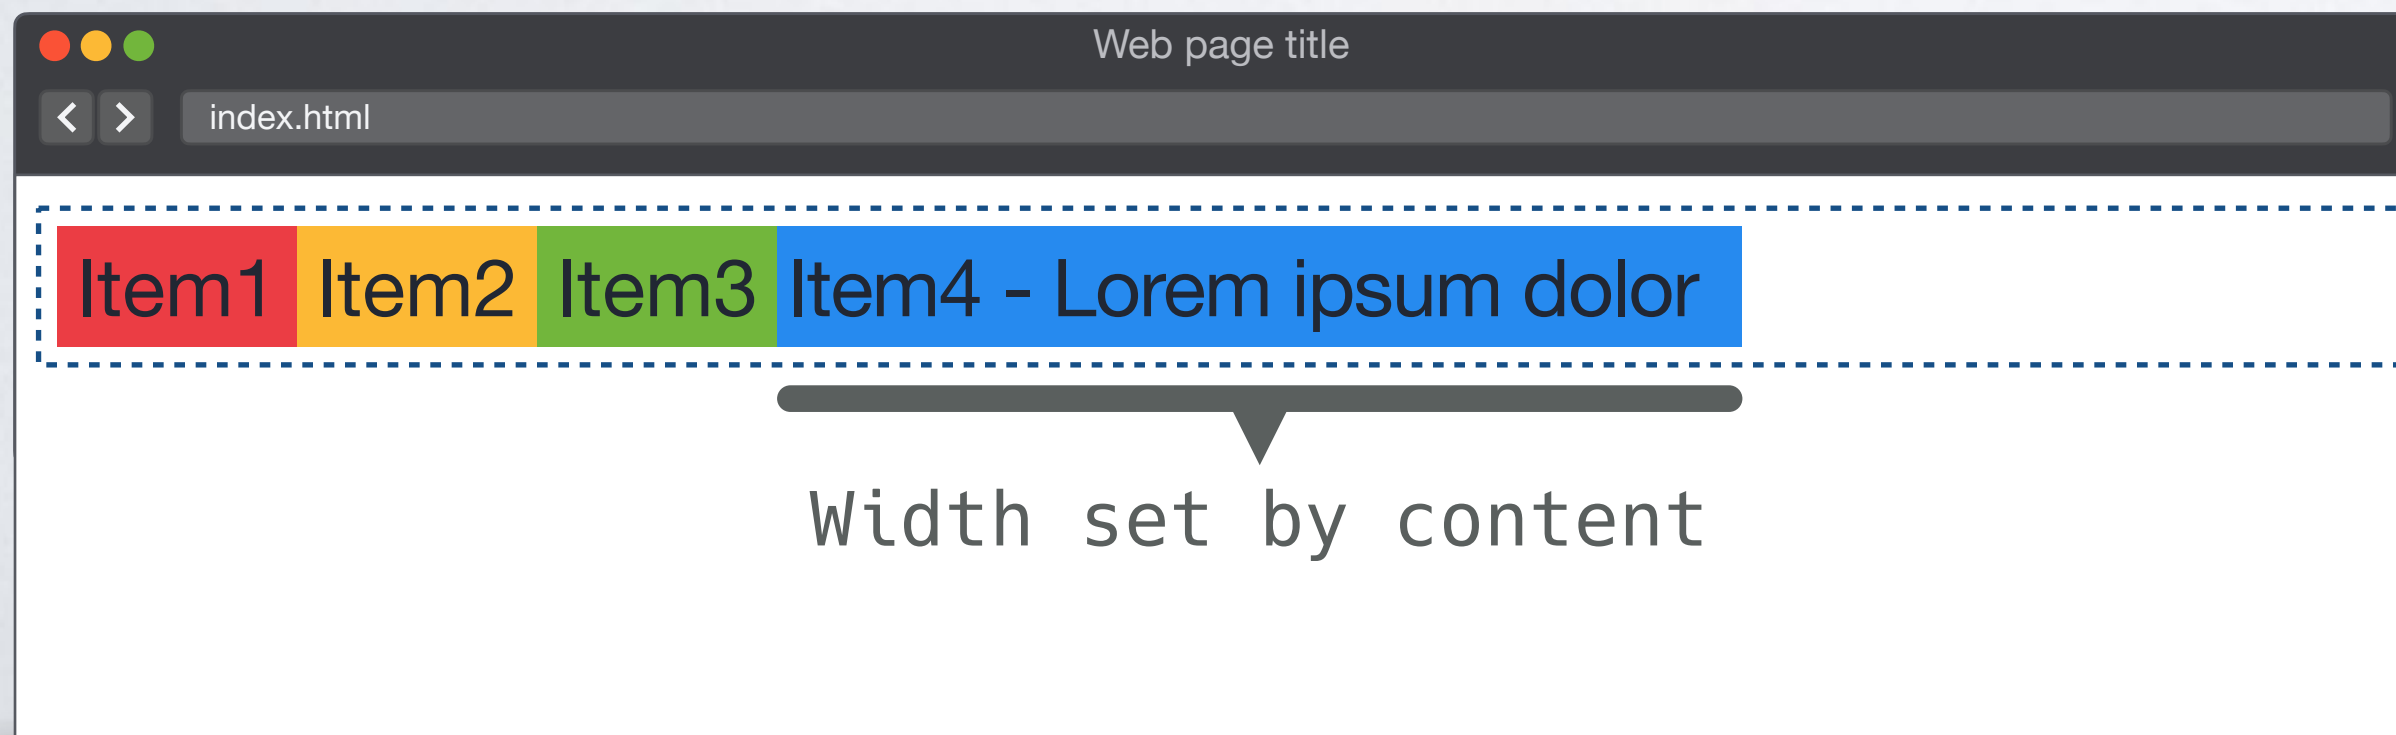 Web page title
index.html
Item1 Item2 Item3 Item4 - Lorem ipsum dolor
Width set by content